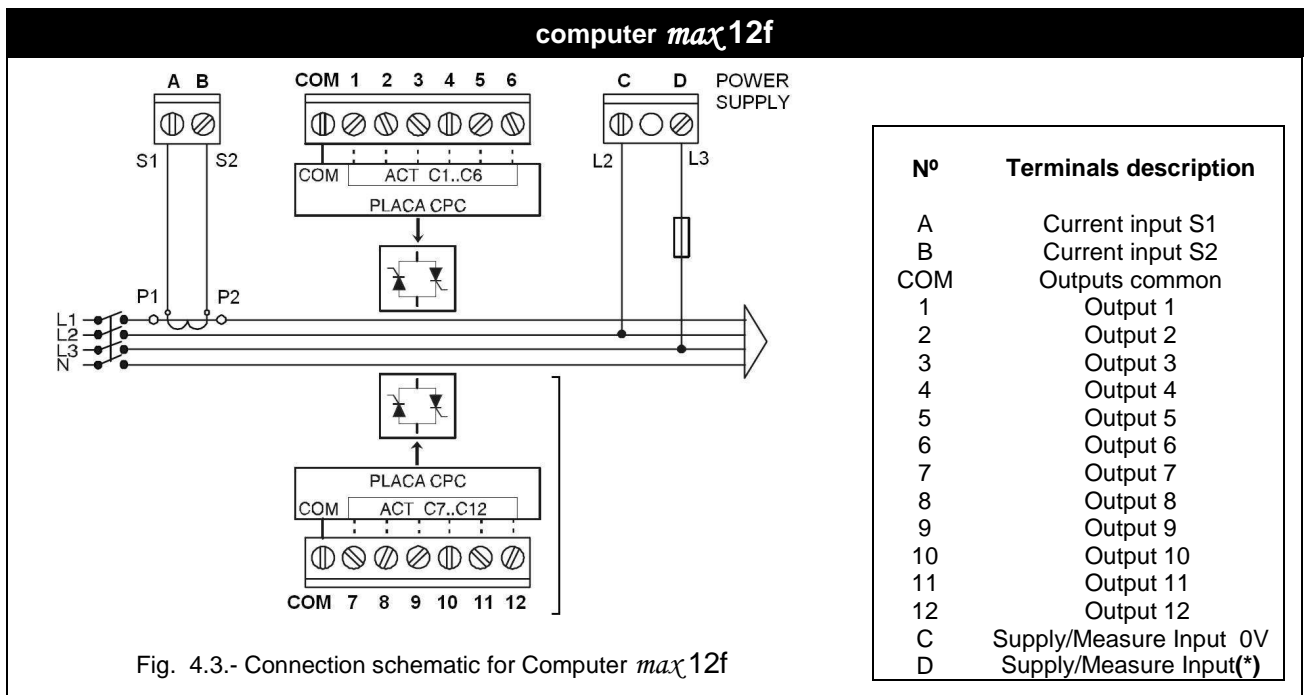 computer max 12f
A B
COM 1 2 3 4 5 6
C D POWER
SUPPLY
S1 S2
L2 L3
COM ACT C1..C6
PLACA CPC
P1 P2
L1
L2
L3
N
PLACA CPC
COM ACT C7..C12
COM 7 8 9 10 11 12
Fig. 4.3.- Connection schematic for Computer max 12f
Nº Terminals description
A Current input S1
B Current input S2
COM Outputs common
1 Output 1
2 Output 2
3 Output 3
4 Output 4
5 Output 5
6 Output 6
7 Output 7
8 Output 8
9 Output 9
10 Output 10
11 Output 11
12 Output 12
C Supply/Measure Input 0V
D Supply/Measure Input(*)